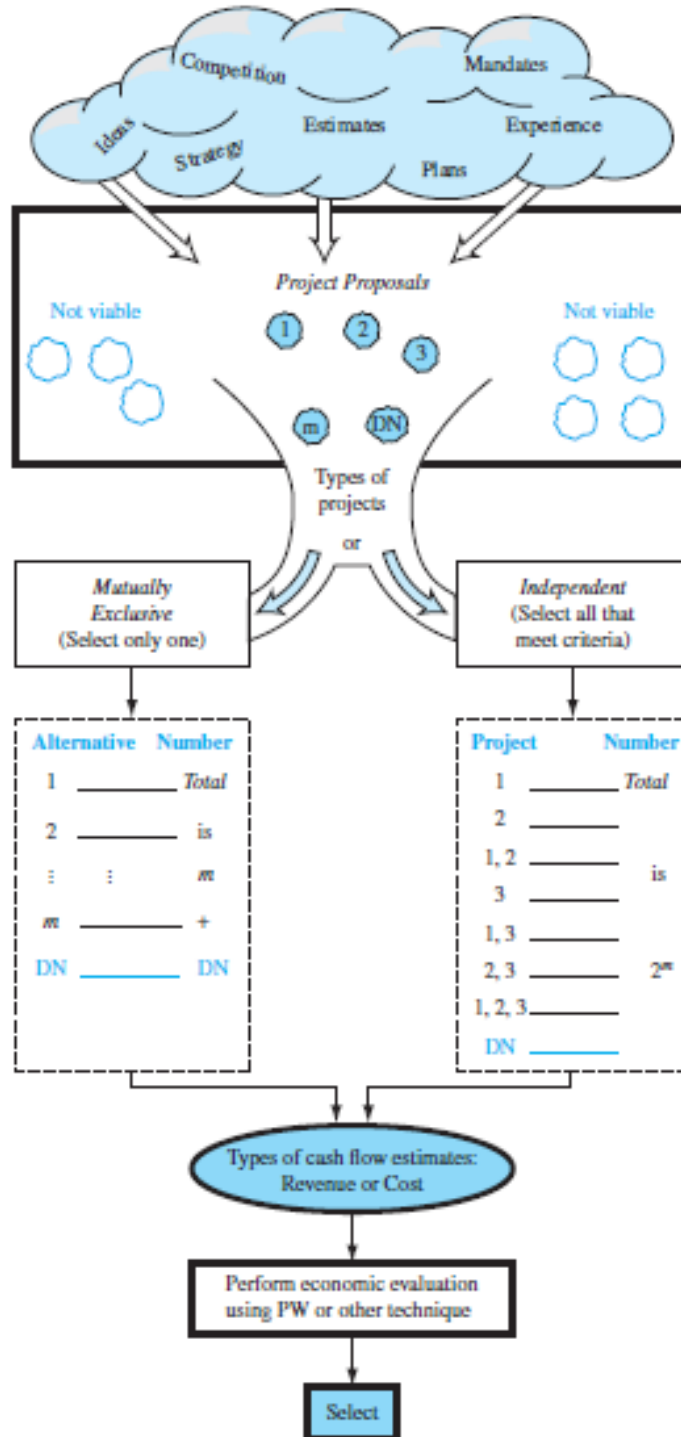 Competition
Mandates
Ideas
Strategy
Estimates
Experience
Plans
Project Proposals
Not viable
Not viable
1
2
3
m
DN
Types of
projects
or
Mutually
Exclusive
(Select only one)
Independent
(Select all that
meet criteria)
Alternative Number
1 Total
2 is
⋮ ⋮ m
m +
DN DN
Project Number
1 Total
2
1, 2
is
3
1, 3
2, 3 2ᵐ
1, 2, 3
DN
Types of cash flow estimates:
Revenue or Cost
Perform economic evaluation
using PW or other technique
Select